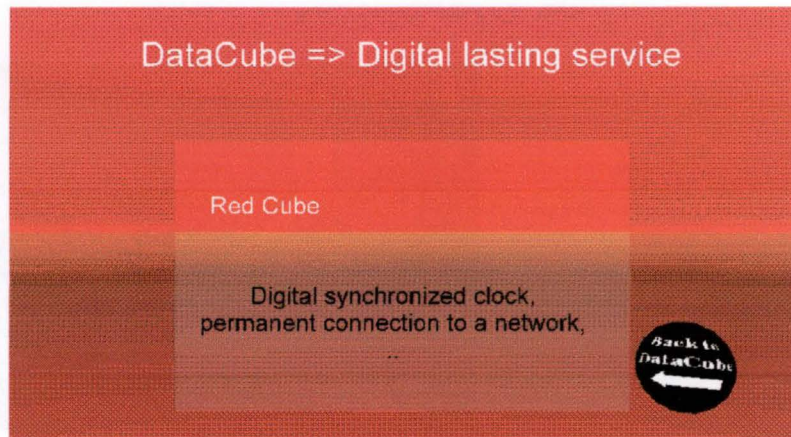 DataCube => Digital lasting service
Red Cube
Digital synchronized clock,
permanent connection to a network,
..
Back to
DataCube